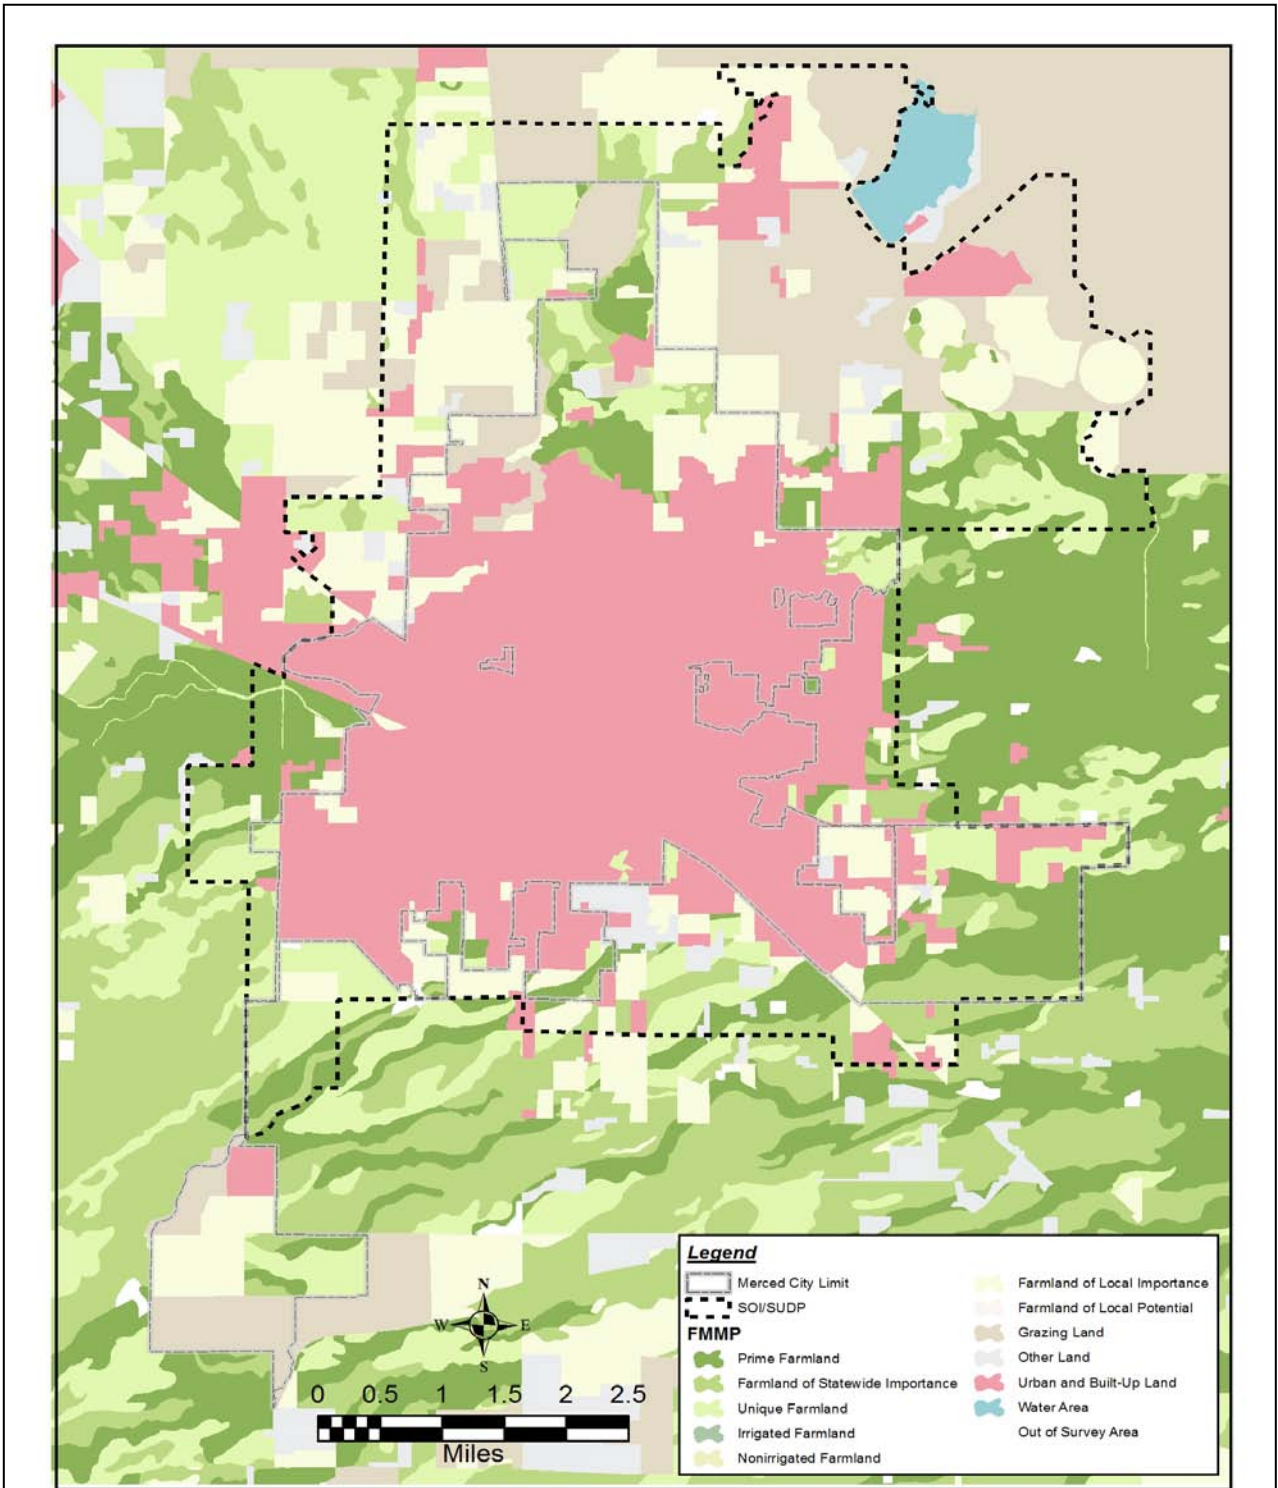 Legend
Merced City Limit
SOI/SUDP
FMMP
Prime Farmland
Farmland of Statewide Importance
Unique Farmland
Irrigated Farmland
Nonirrigated Farmland
Farmland of Local Importance
Farmland of Local Potential
Grazing Land
Other Land
Urban and Built-Up Land
Water Area
Out of Survey Area
N
W E
S
0 0.5 1 1.5 2 2.5
Miles